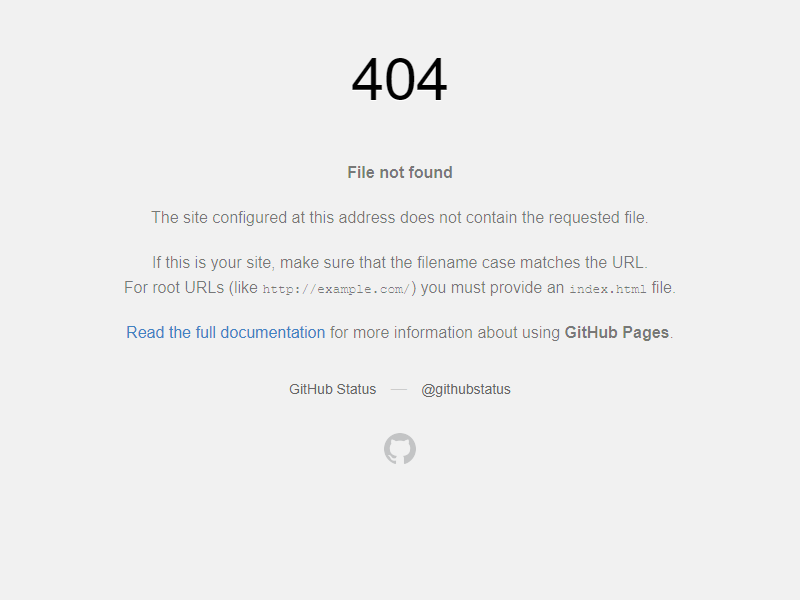 404
File not found
The site configured at this address does not contain the requested file.
If this is your site, make sure that the filename case matches the URL.
For root URLs (like http://example.com/) you must provide an index.html file.
Read the full documentation for more information about using GitHub Pages.
GitHub Status — @githubstatus